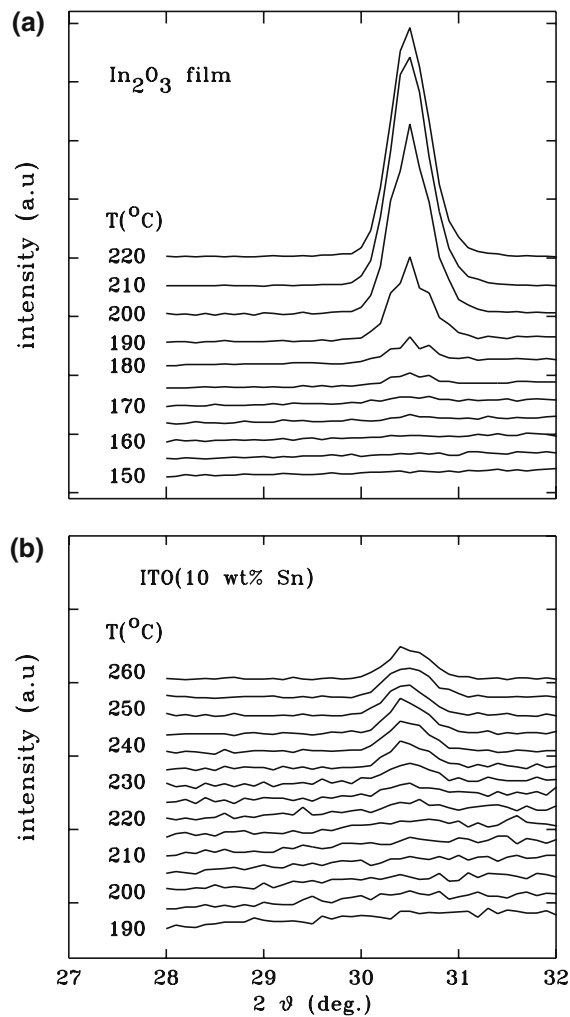 (a)
In₂O₃ film
T(°C)
220
210
200
190
180
170
160
150
intensity (a.u)
(b)
ITO(10 wt% Sn)
T(°C)
260
250
240
230
220
210
200
190
intensity (a.u)
27 28 29 30 31 32
2 ϑ (deg.)